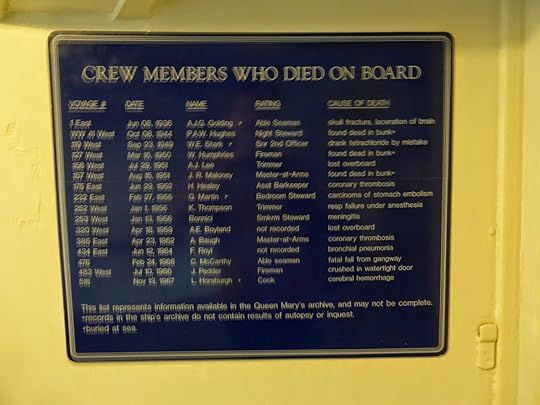 CREW MEMBERS WHO DIED ON BOARD
VOYAGE # DATE NAME RATING CAUSE OF DEATH
1 East Jun 08, 1936 A.J.G. Golding Able Seaman skull fracture, laceration of brain
WW 41 West Oct 08, 1944 P.A.W. Hughes Night Steward found dead in bunk*
119 West Sep 23, 1949 W.E. Stark Snr 2nd Officer drank tetrachloride by mistake
127 West Mar 15, 1950 W. Humphries Fireman found dead in bunk*
156 West Jul 29, 1951 A.J. Lee Trimmer lost overboard
157 West Aug 15, 1951 J. R. Maloney Master-at-Arms found dead in bunk*
175 East Jun 29, 1952 H. Healey Asst Barkeeper coronary thrombosis
232 East Feb 27, 1955 G. Martin Bedroom Steward carcinoma of stomach embolism
252 West Jan 1, 1956 K. Thompson Trimmer resp failure under anesthesia
253 West Jan 13, 1956 Bonnici Smkrm Steward meningitis
320 West Apr 18, 1959 A.E. Boyland not recorded lost overboard
385 East Apr 23, 1962 A. Baugh Master-at-Arms coronary thrombosis
434 East Jun 12, 1964 F. Hoyl not recorded bronchial pneumonia
476 Feb 24, 1966 C. McCarthy Able seaman fatal fall from gangway
483 West Jul 10, 1966 J. Pedder Fireman crushed in watertight door
516 Nov 13, 1967 L. Horsburgh Cook cerebral hemorrhage
This list represents information available in the Queen Mary's archive, and may not be complete.
*records in the ship's archive do not contain results of autopsy or inquest.
buried at sea.